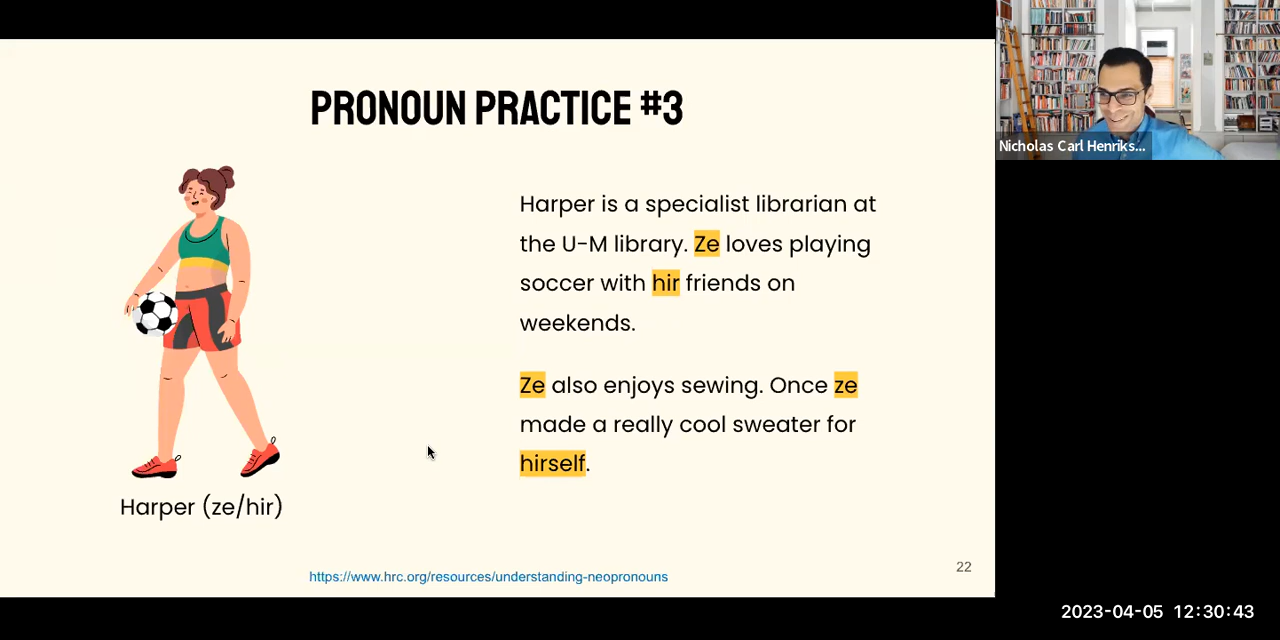 PRONOUN PRACTICE #3
Harper is a specialist librarian at
the U-M library. Ze loves playing
soccer with hir friends on
weekends.
Ze also enjoys sewing. Once ze
made a really cool sweater for
hirself.
Harper (ze/hir)
https://www.hrc.org/resources/understanding-neopronouns
22
Nicholas Carl Henriks...
2023-04-05 12:30:43